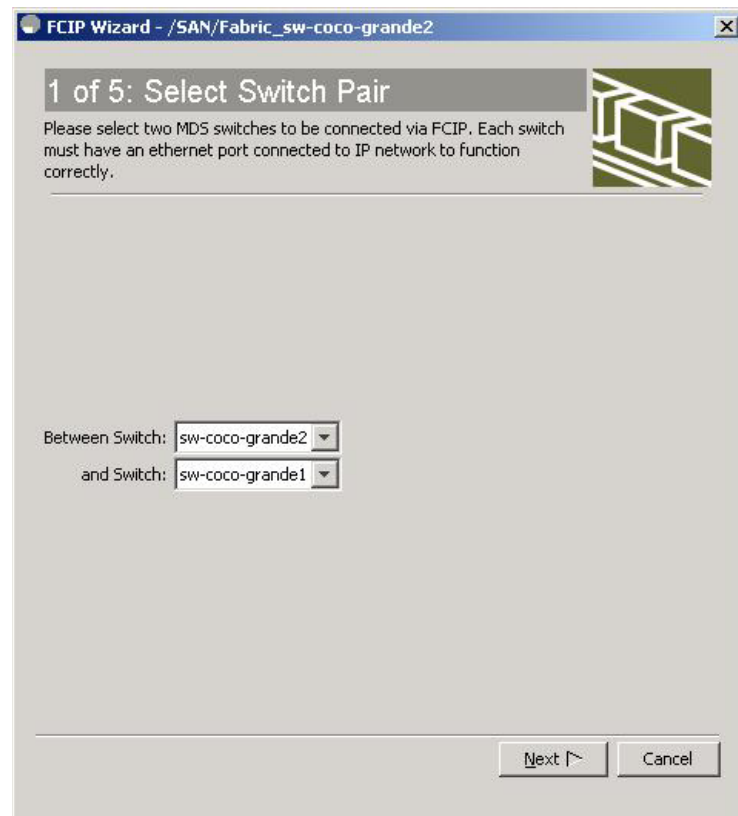 FCIP Wizard - /SAN/Fabric_sw-coco-grande2
1 of 5: Select Switch Pair
Please select two MDS switches to be connected via FCIP. Each switch
must have an ethernet port connected to IP network to function
correctly.
Between Switch: sw-coco-grande2
and Switch: sw-coco-grande1
Next Cancel